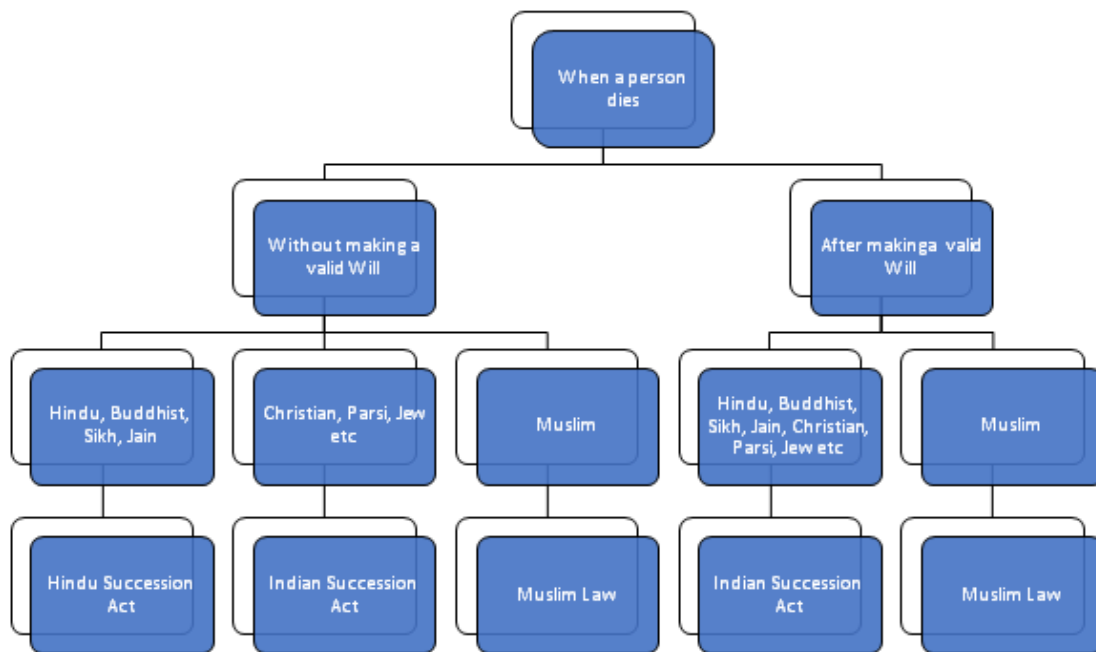 When a person
dies
Without making a
valid Will
After making a valid
Will
Hindu, Buddhist,
Sikh, Jain
Christian, Parsi, Jew
etc
Muslim
Hindu, Buddhist,
Sikh, Jain, Christian,
Parsi, Jew etc
Muslim
Hindu Succession
Act
Indian Succession
Act
Muslim Law
Indian Succession
Act
Muslim Law